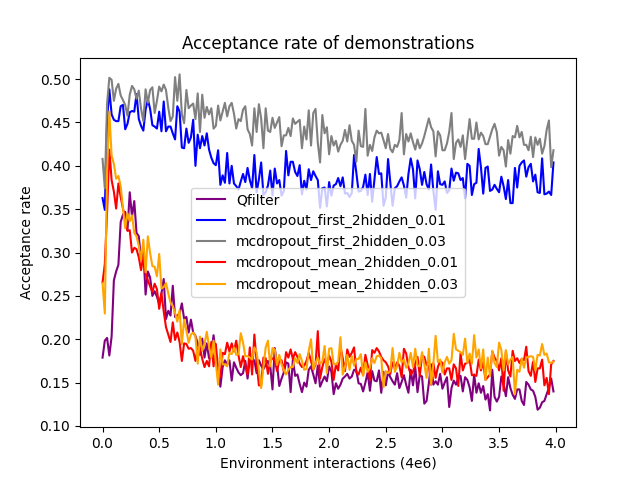 Acceptance rate of demonstrations
Acceptance rate
0.50
0.45
0.40
0.35
0.30
0.25
0.20
0.15
0.10
Qfilter
mcdropout_first_2hidden_0.01
mcdropout_first_2hidden_0.03
mcdropout_mean_2hidden_0.01
mcdropout_mean_2hidden_0.03
0.0 0.5 1.0 1.5 2.0 2.5 3.0 3.5 4.0
Environment interactions (4e6)